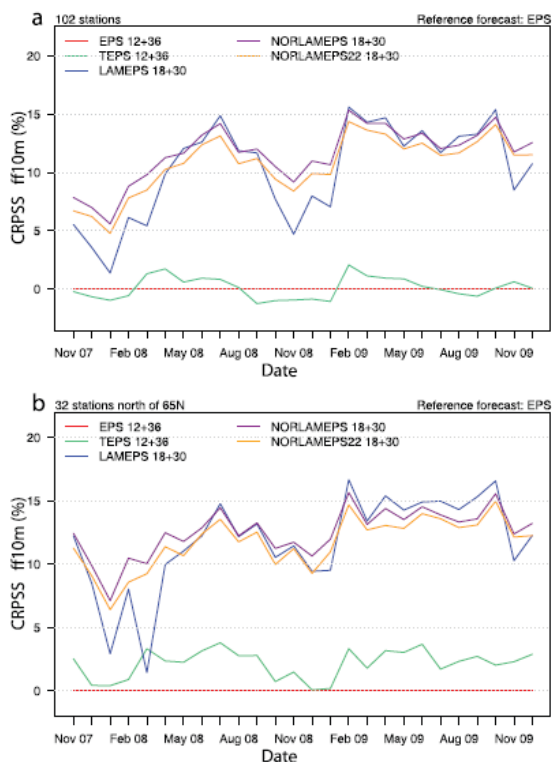 a 102 stations Reference forecast: EPS
EPS 12+36 NORLAMEPS 18+30
TEPS 12+36 NORLAMEPS22 18+30
LAMEPS 18+30
20
15
10
5
0
CRPSS ff10m (%)
Nov 07 Feb 08 May 08 Aug 08 Nov 08 Feb 09 May 09 Aug 09 Nov 09
Date
b 32 stations north of 65N Reference forecast: EPS
EPS 12+36 NORLAMEPS 18+30
TEPS 12+36 NORLAMEPS22 18+30
LAMEPS 18+30
20
15
10
5
0
CRPSS ff10m (%)
Nov 07 Feb 08 May 08 Aug 08 Nov 08 Feb 09 May 09 Aug 09 Nov 09
Date